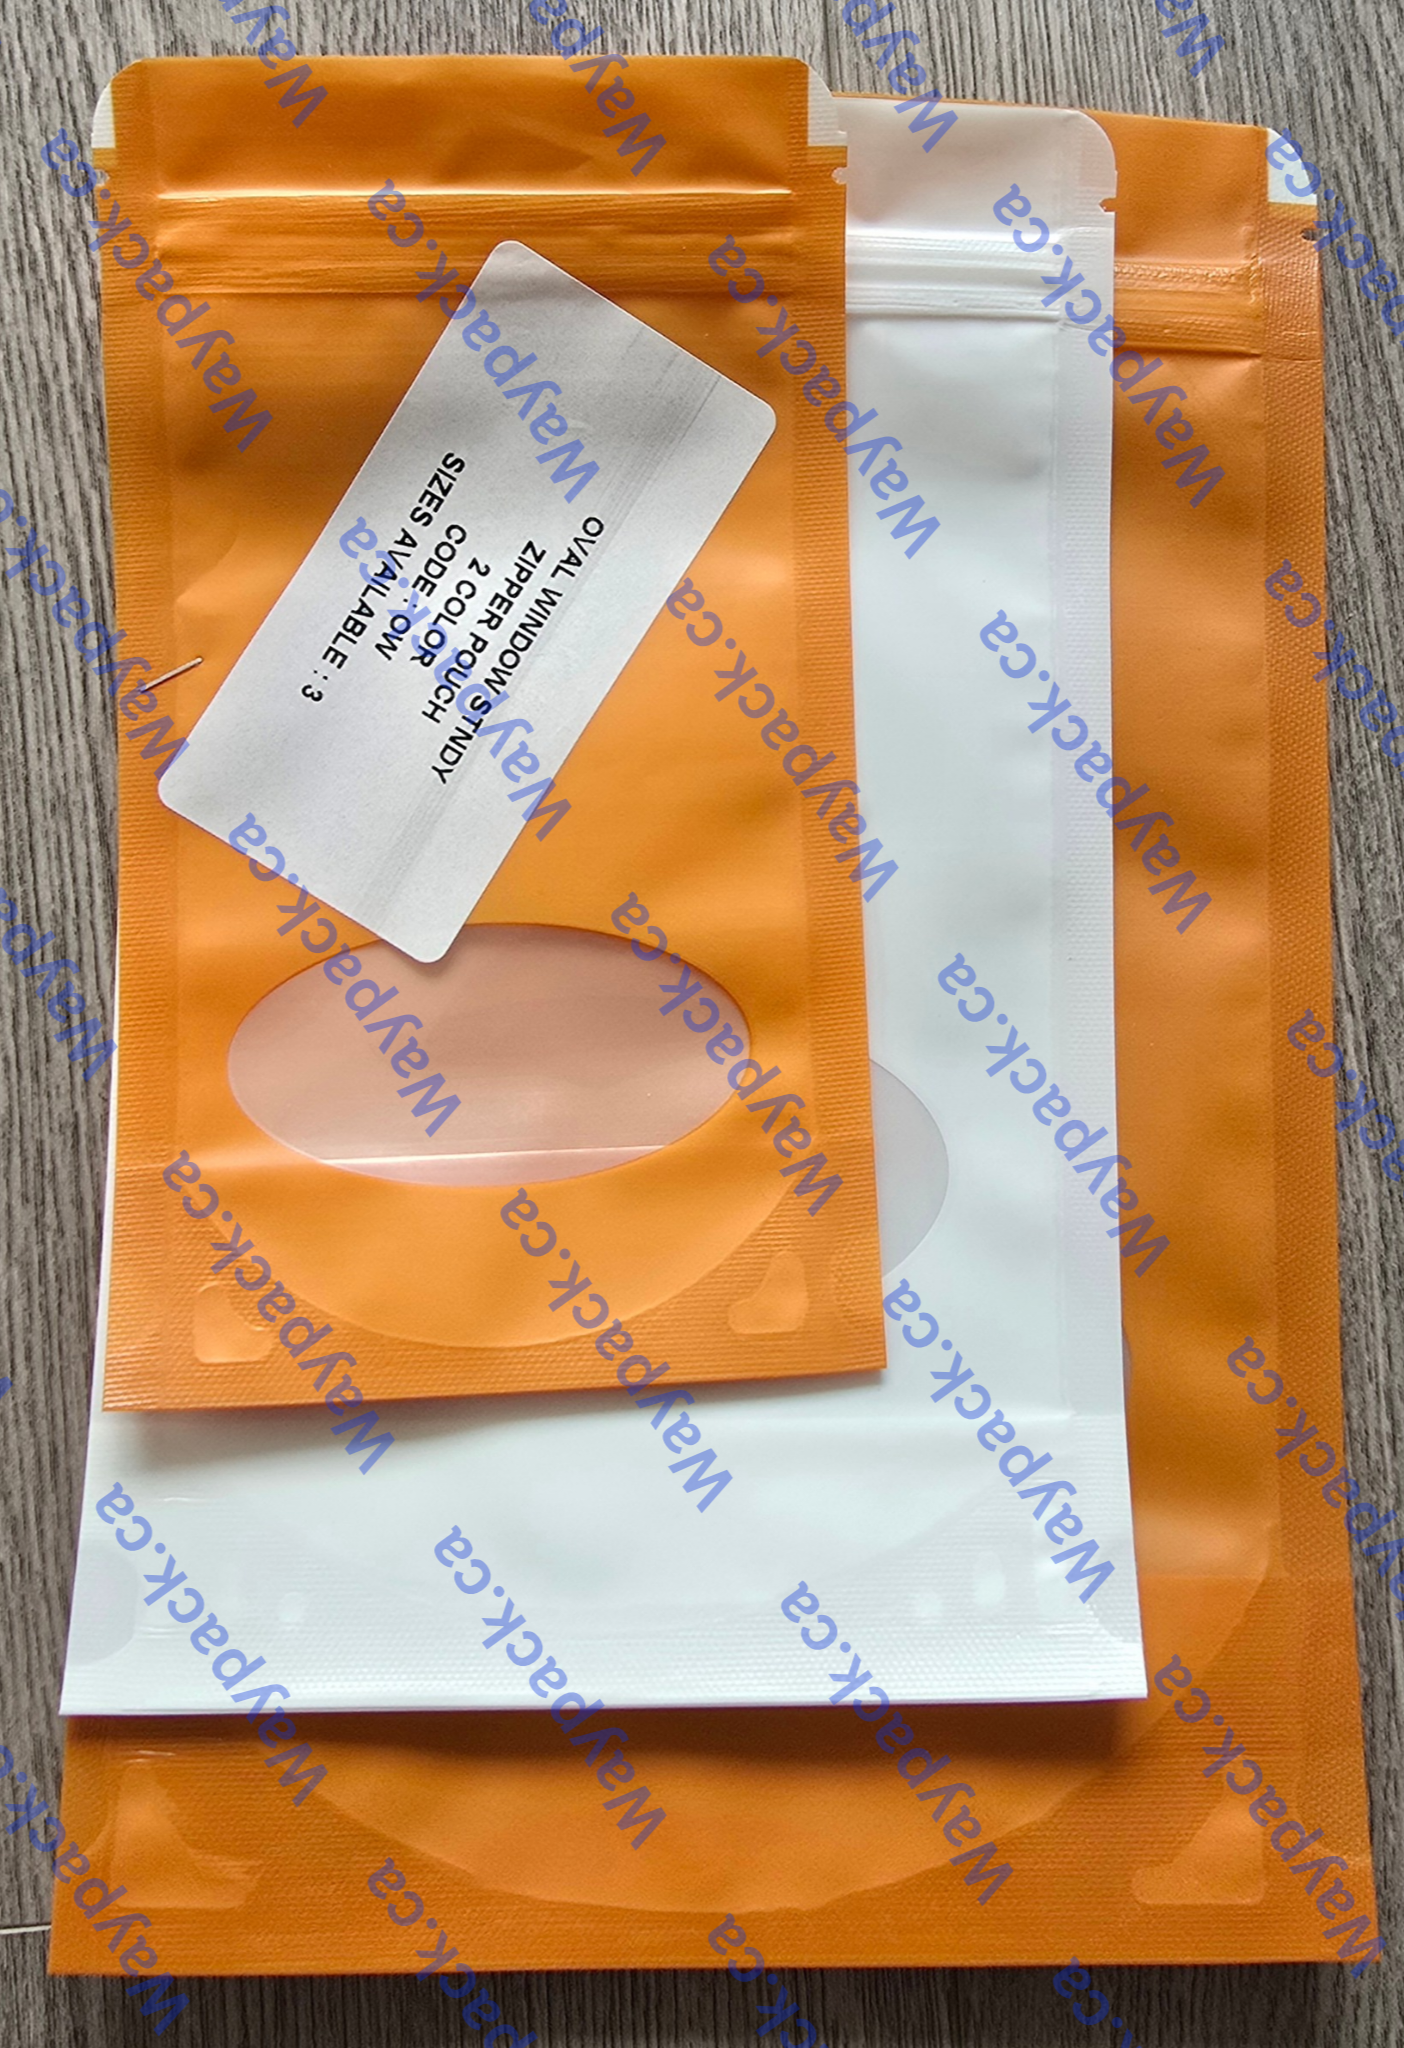 OVAL WINDOW STNDY
ZIPPER POUCH
2 COLOR
CODE : OW
SIZES AVAILABLE : 3
Waypack.ca